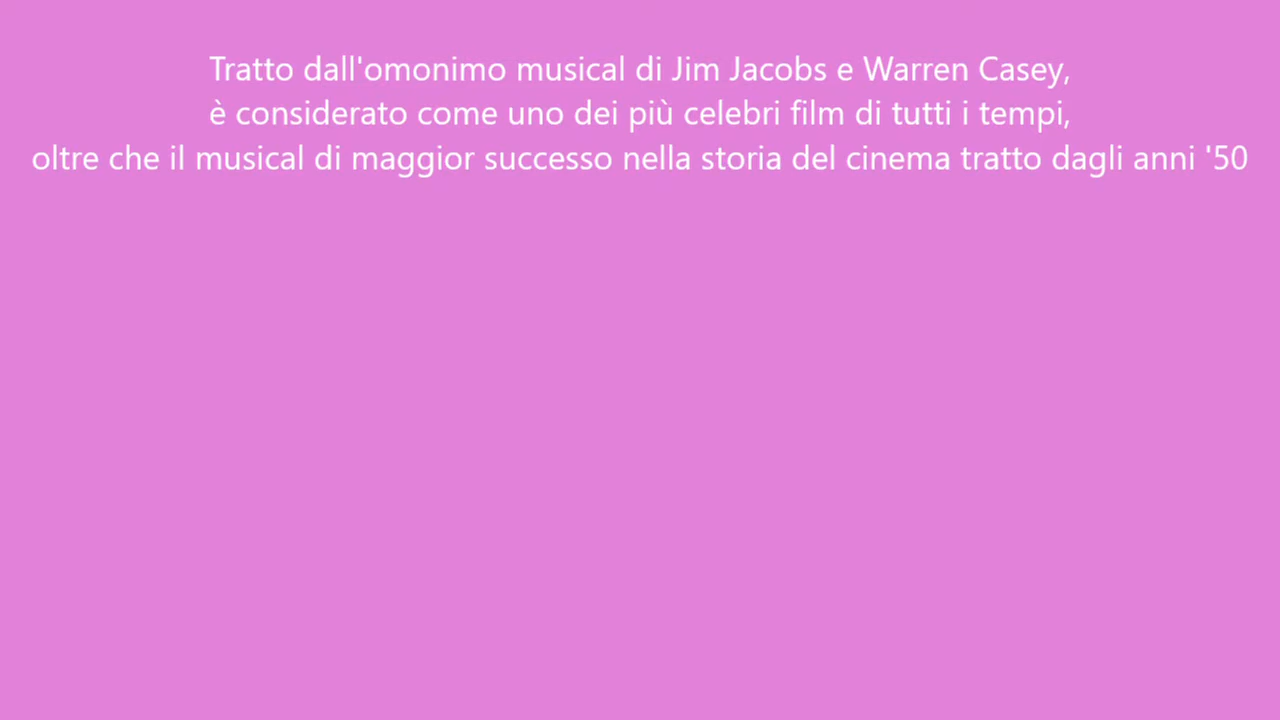 Tratto dall'omonimo musical di Jim Jacobs e Warren Casey,
è considerato come uno dei più celebri film di tutti i tempi,
oltre che il musical di maggior successo nella storia del cinema tratto dagli anni '50